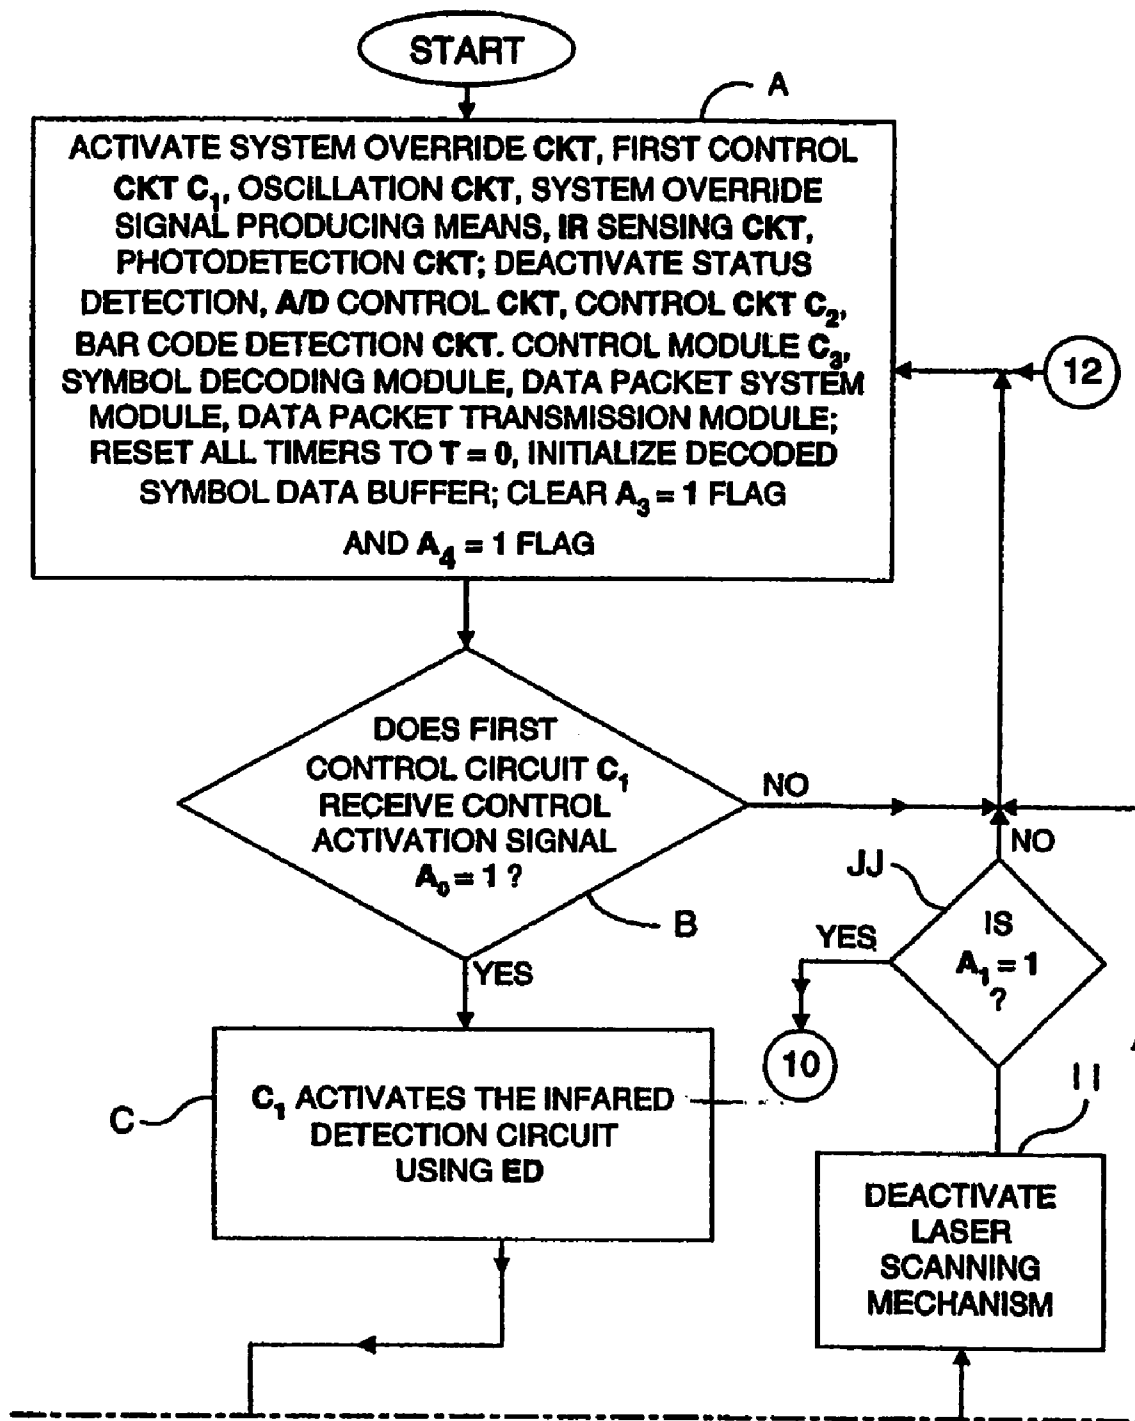 START
A
ACTIVATE SYSTEM OVERRIDE CKT, FIRST CONTROL
CKT C₁, OSCILLATION CKT, SYSTEM OVERRIDE
SIGNAL PRODUCING MEANS, IR SENSING CKT,
PHOTODETECTION CKT; DEACTIVATE STATUS
DETECTION, A/D CONTROL CKT, CONTROL CKT C₂,
BAR CODE DETECTION CKT. CONTROL MODULE C₃,
SYMBOL DECODING MODULE, DATA PACKET SYSTEM
MODULE, DATA PACKET TRANSMISSION MODULE;
RESET ALL TIMERS TO T = 0, INITIALIZE DECODED
SYMBOL DATA BUFFER; CLEAR A₃ = 1 FLAG
AND A₄ = 1 FLAG
12
DOES FIRST
CONTROL CIRCUIT C₁
RECEIVE CONTROL
ACTIVATION SIGNAL
A₀ = 1 ?
NO
B
YES
NO
JJ
IS
A₁ = 1
?
YES
10
C
C₁ ACTIVATES THE INFARED
DETECTION CIRCUIT
USING ED
II
DEACTIVATE
LASER
SCANNING
MECHANISM